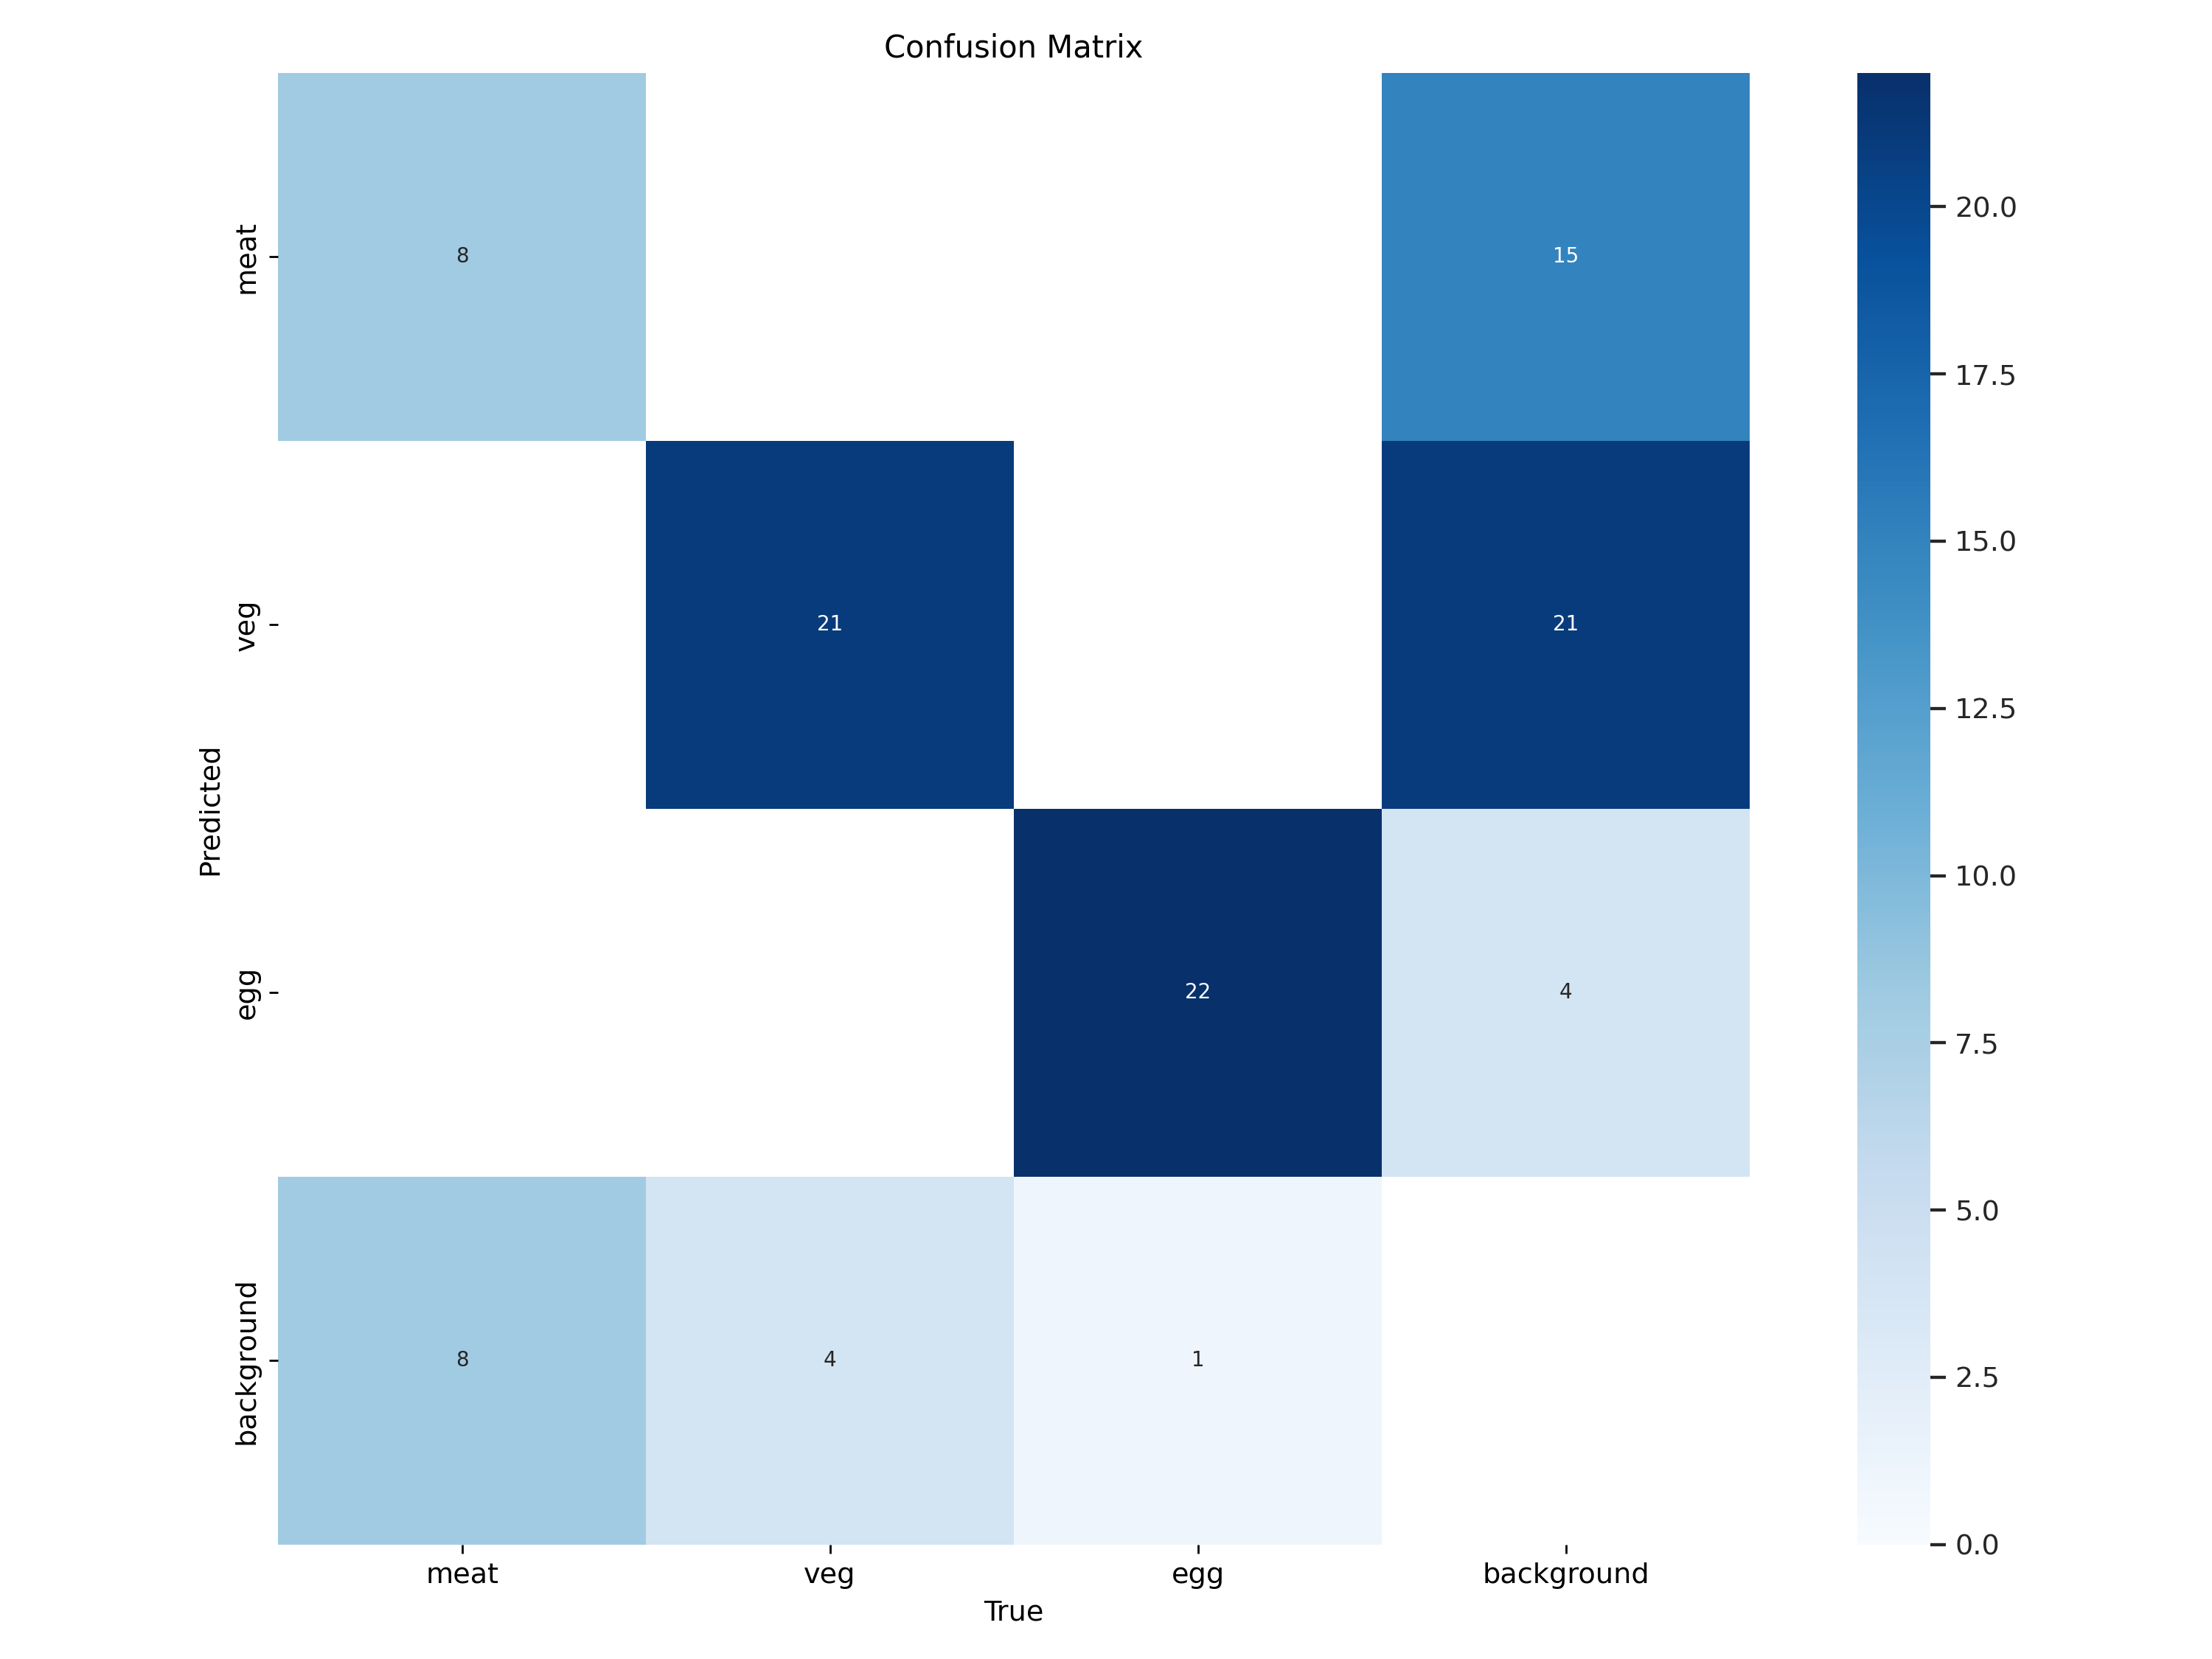 Confusion Matrix
meat
8
15
veg
21
21
egg
22
4
background
8
4
1
Predicted
meat
veg
egg
background
True
20.0
17.5
15.0
12.5
10.0
7.5
5.0
2.5
0.0